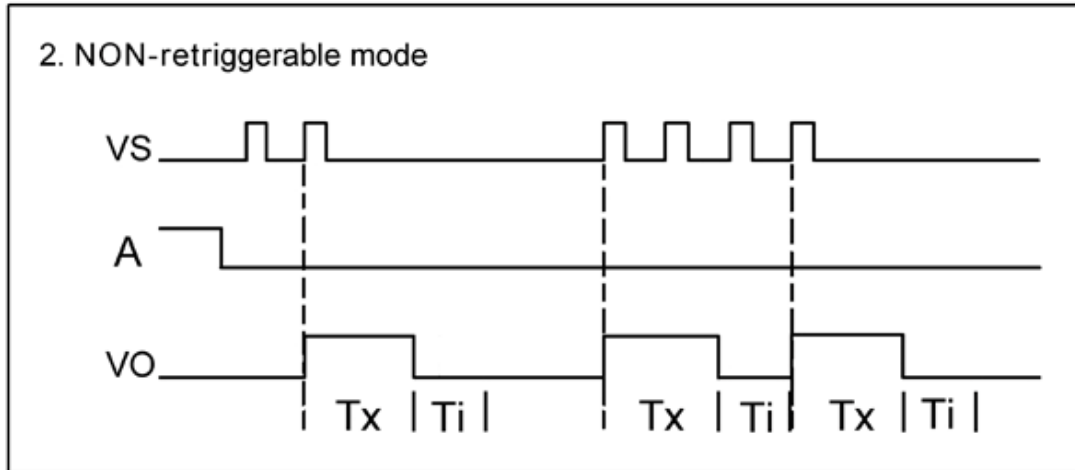 2. NON-retriggerable mode
VS
A
VO
Tx Ti Tx Ti Tx Ti